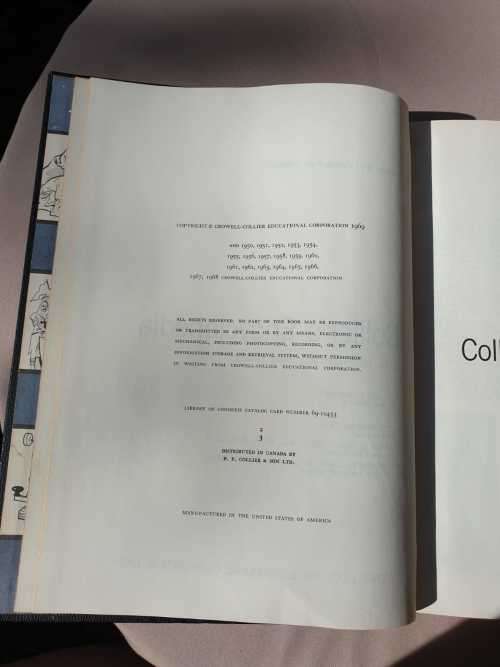 COPYRIGHT © CROWELL-COLLIER EDUCATIONAL CORPORATION 1969
AND 1950, 1951, 1952, 1953, 1954,
1955, 1956, 1957, 1958, 1959, 1960,
1961, 1962, 1963, 1964, 1965, 1966,
1967, 1968 CROWELL-COLLIER EDUCATIONAL CORPORATION
ALL RIGHTS RESERVED. NO PART OF THIS BOOK MAY BE REPRODUCED
OR TRANSMITTED IN ANY FORM OR BY ANY MEANS, ELECTRONIC OR
MECHANICAL, INCLUDING PHOTOCOPYING, RECORDING, OR BY ANY
INFORMATION STORAGE AND RETRIEVAL SYSTEM, WITHOUT PERMISSION
IN WRITING FROM CROWELL-COLLIER EDUCATIONAL CORPORATION.
LIBRARY OF CONGRESS CATALOG CARD NUMBER 69-10453
2
3
DISTRIBUTED IN CANADA BY
P. F. COLLIER & SON LTD.
MANUFACTURED IN THE UNITED STATES OF AMERICA
Coll